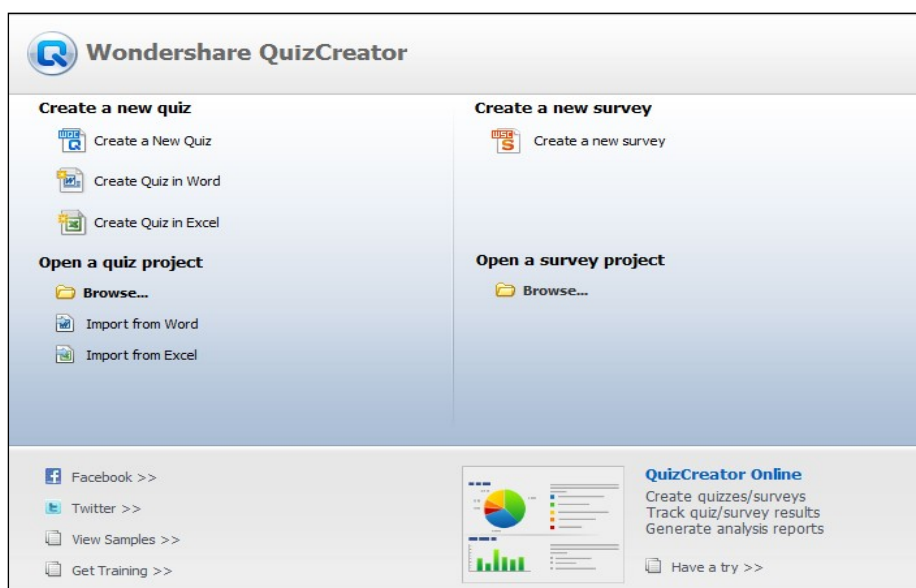 Wondershare QuizCreator
Create a new quiz
Create a New Quiz
Create Quiz in Word
Create Quiz in Excel
Open a quiz project
Browse...
Import from Word
Import from Excel
Create a new survey
Create a new survey
Open a survey project
Browse...
Facebook >>
Twitter >>
View Samples >>
Get Training >>
QuizCreator Online
Create quizzes/surveys
Track quiz/survey results
Generate analysis reports
Have a try >>